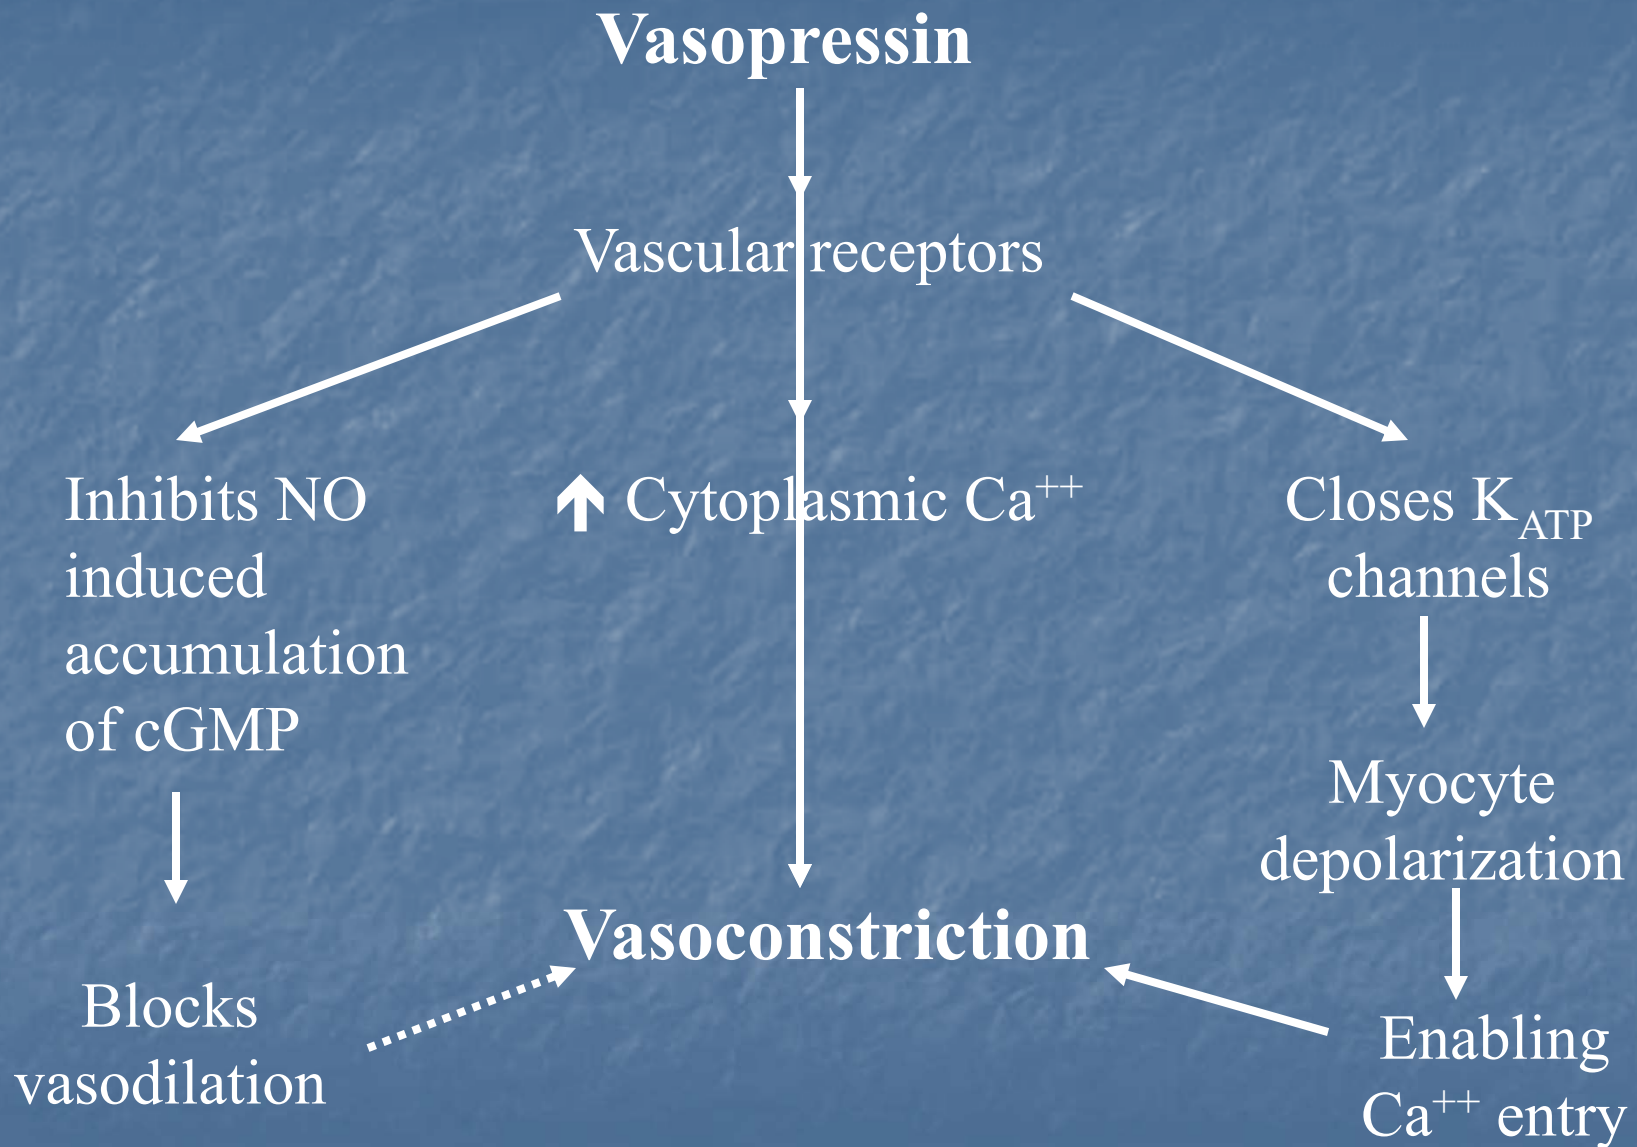 Vasopressin
Vascular receptors
Inhibits NO
induced
accumulation
of cGMP
Blocks
vasodilation
⬆ Cytoplasmic Ca⁺⁺
Vasoconstriction
Closes K_ATP
channels
Myocyte
depolarization
Enabling
Ca⁺⁺ entry